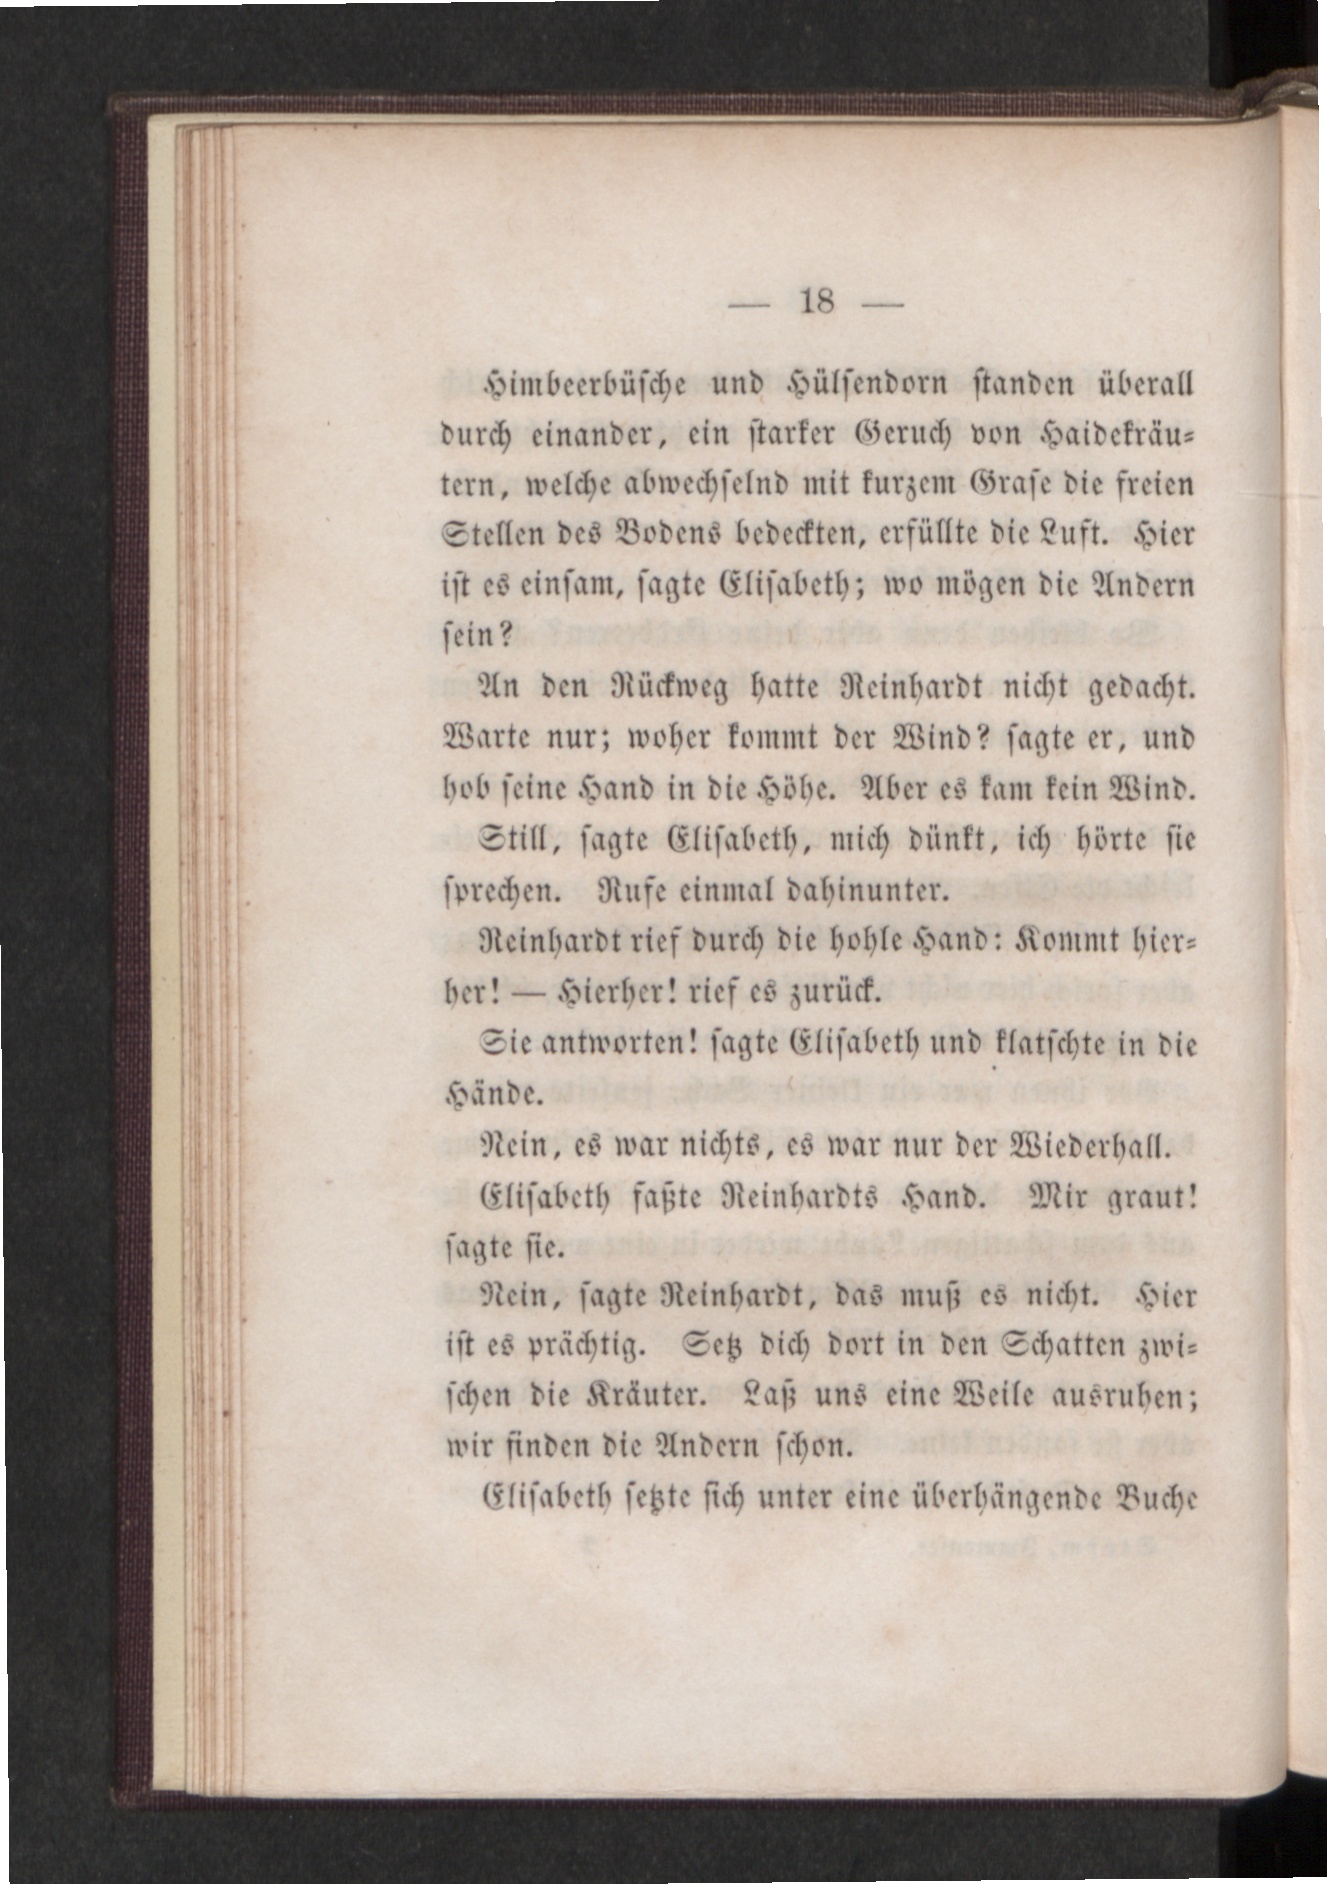 — 18 —
Himbeerbüſche und Hülſendorn ſtanden überall
durch einander, ein ſtarker Geruch von Haidekräu⸗
tern, welche abwechſelnd mit kurzem Graſe die freien
Stellen des Bodens bedeckten, erfüllte die Luft. Hier
iſt es einſam, ſagte Eliſabeth; wo mögen die Andern
ſein?
An den Rückweg hatte Reinhardt nicht gedacht.
Warte nur; woher kommt der Wind? ſagte er, und
hob ſeine Hand in die Höhe. Aber es kam kein Wind.
Still, ſagte Eliſabeth, mich dünkt, ich hörte ſie
ſprechen. Rufe einmal dahinunter.
Reinhardt rief durch die hohle Hand: Kommt hier⸗
her! — Hierher! rief es zurück.
Sie antworten! ſagte Eliſabeth und klatſchte in die
Hände.
Nein, es war nichts, es war nur der Wiederhall.
Eliſabeth faßte Reinhardts Hand. Mir graut!
ſagte ſie.
Nein, ſagte Reinhardt, das muß es nicht. Hier
iſt es prächtig. Setz dich dort in den Schatten zwi⸗
ſchen die Kräuter. Laß uns eine Weile ausruhen;
wir finden die Andern ſchon.
Eliſabeth ſetzte ſich unter eine überhängende Buche